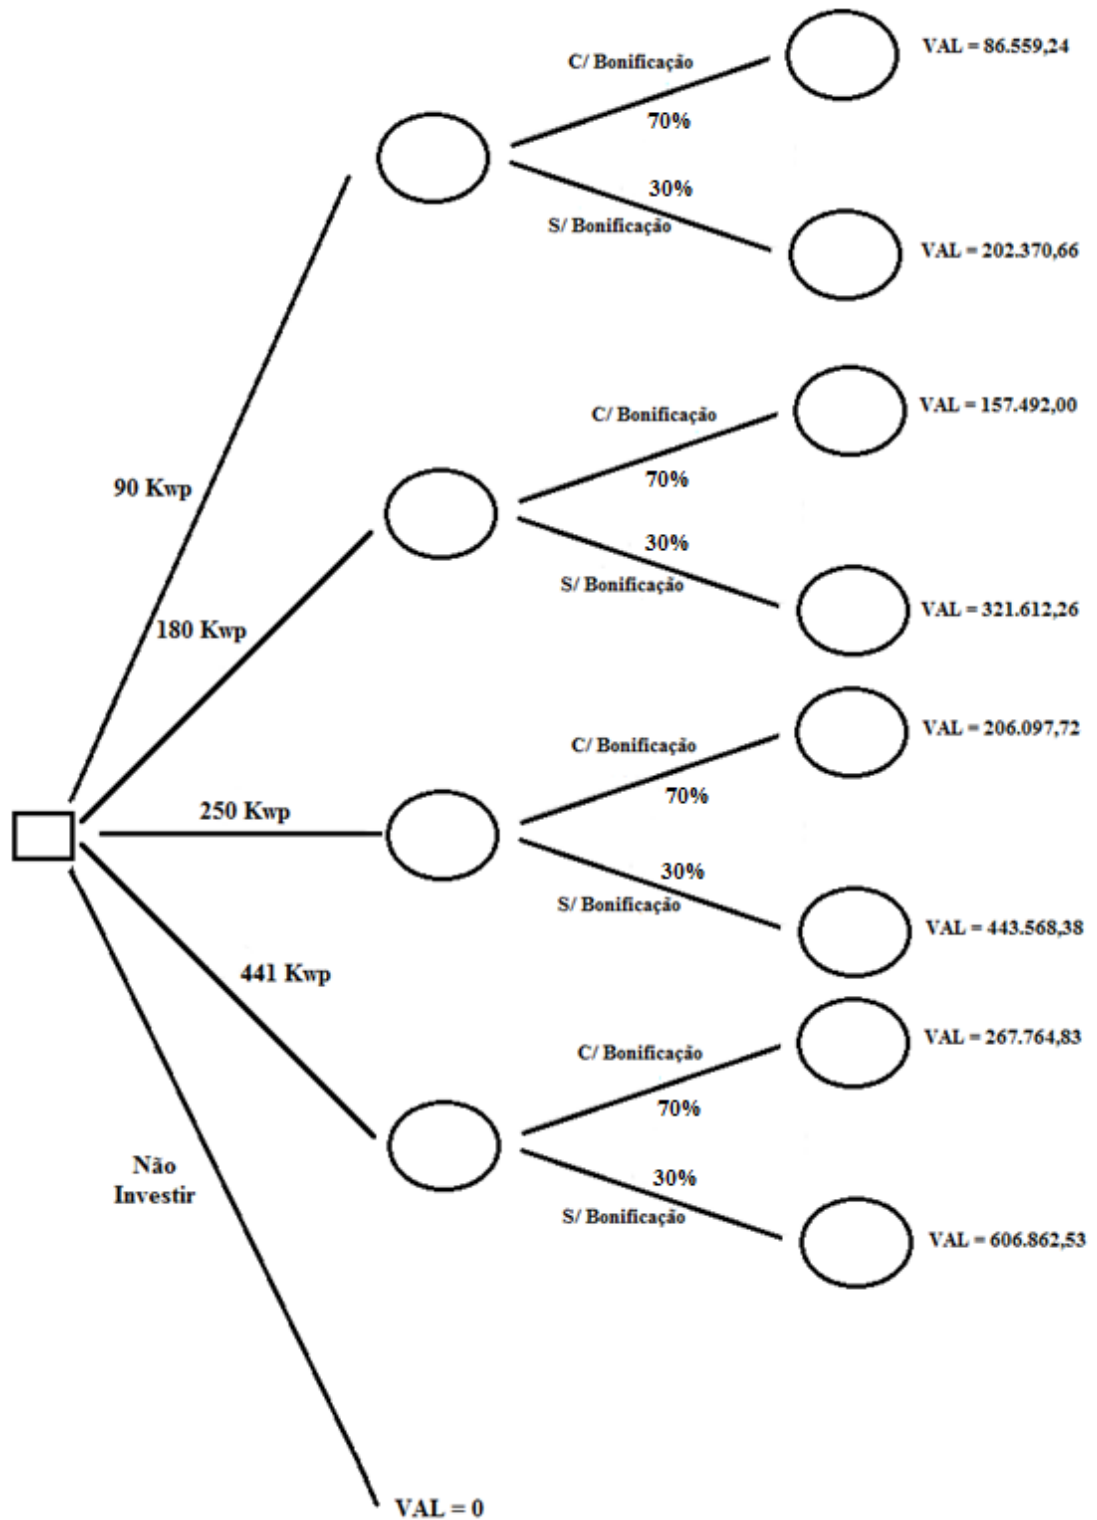 VAL = 86.559,24
C/ Bonificação
70%
30%
S/ Bonificação
VAL = 202.370,66
VAL = 157.492,00
C/ Bonificação
70%
90 Kwp
30%
S/ Bonificação
VAL = 321.612,26
180 Kwp
VAL = 206.097,72
C/ Bonificação
70%
250 Kwp
30%
S/ Bonificação
VAL = 443.568,38
441 Kwp
VAL = 267.764,83
C/ Bonificação
70%
Não
Investir
30%
S/ Bonificação
VAL = 606.862,53
VAL = 0